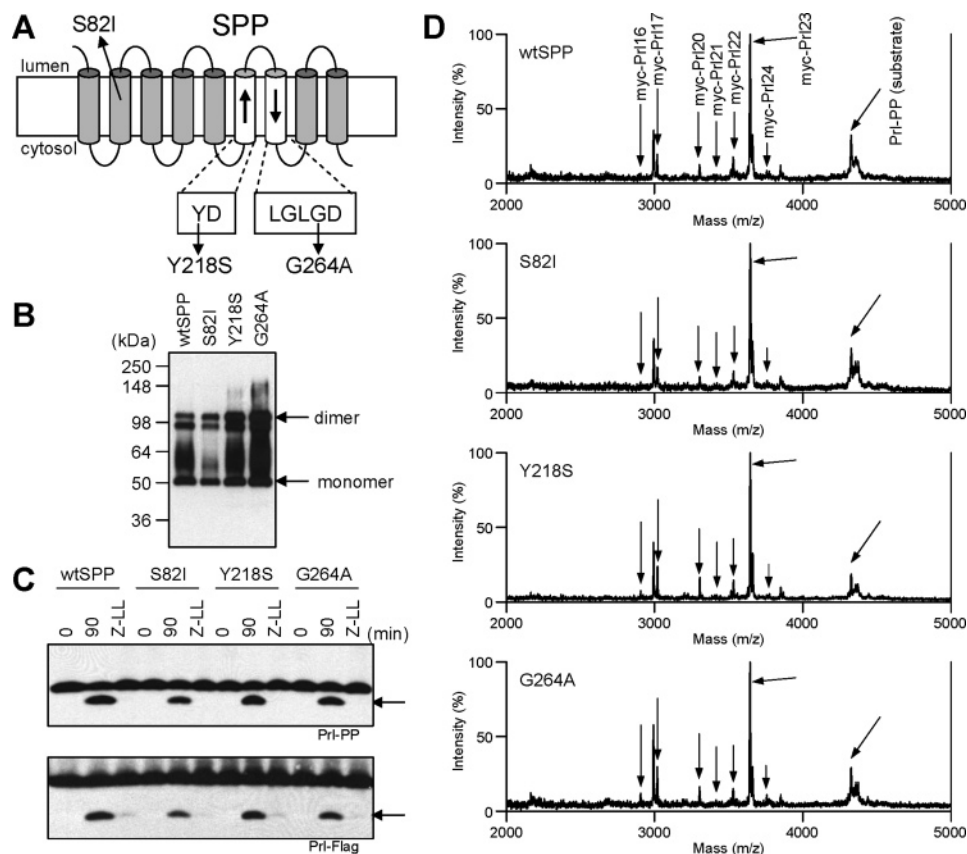 A
S82I
SPP
lumen
cytosol
YD
LGLGD
Y218S
G264A
B
(kDa)
wtSPP
S82I
Y218S
G264A
250
148
98
64
50
36
dimer
monomer
C
wtSPP
S82I
Y218S
G264A
0
90
Z-LL
0
90
Z-LL
0
90
Z-LL
0
90
Z-LL
(min)
Prl-PP
Prl-Flag
D
wtSPP
myc-Prl16
myc-Prl17
myc-Prl20
myc-Prl21
myc-Prl22
myc-Prl24
myc-Prl23
Prl-PP (substrate)
Intensity (%)
100
50
0
2000
3000
4000
5000
Mass (m/z)
S82I
Intensity (%)
100
50
0
2000
3000
4000
5000
Mass (m/z)
Y218S
Intensity (%)
100
50
0
2000
3000
4000
5000
Mass (m/z)
G264A
Intensity (%)
100
50
0
2000
3000
4000
5000
Mass (m/z)